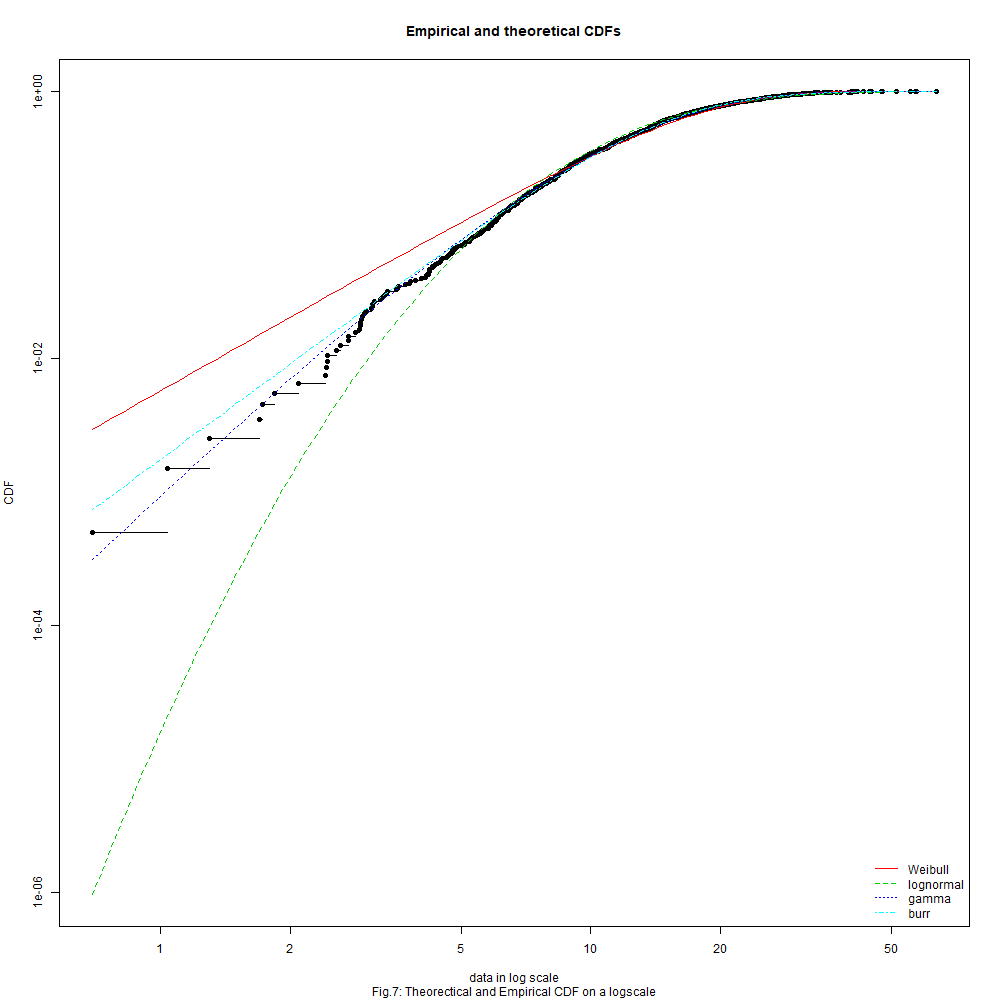 Empirical and theoretical CDFs
1e+00
1e-02
CDF
1e-04
1e-06
Weibull
lognormal
gamma
burr
1 2 5 10 20 50
data in log scale
Fig.7: Theorectical and Empirical CDF on a logscale